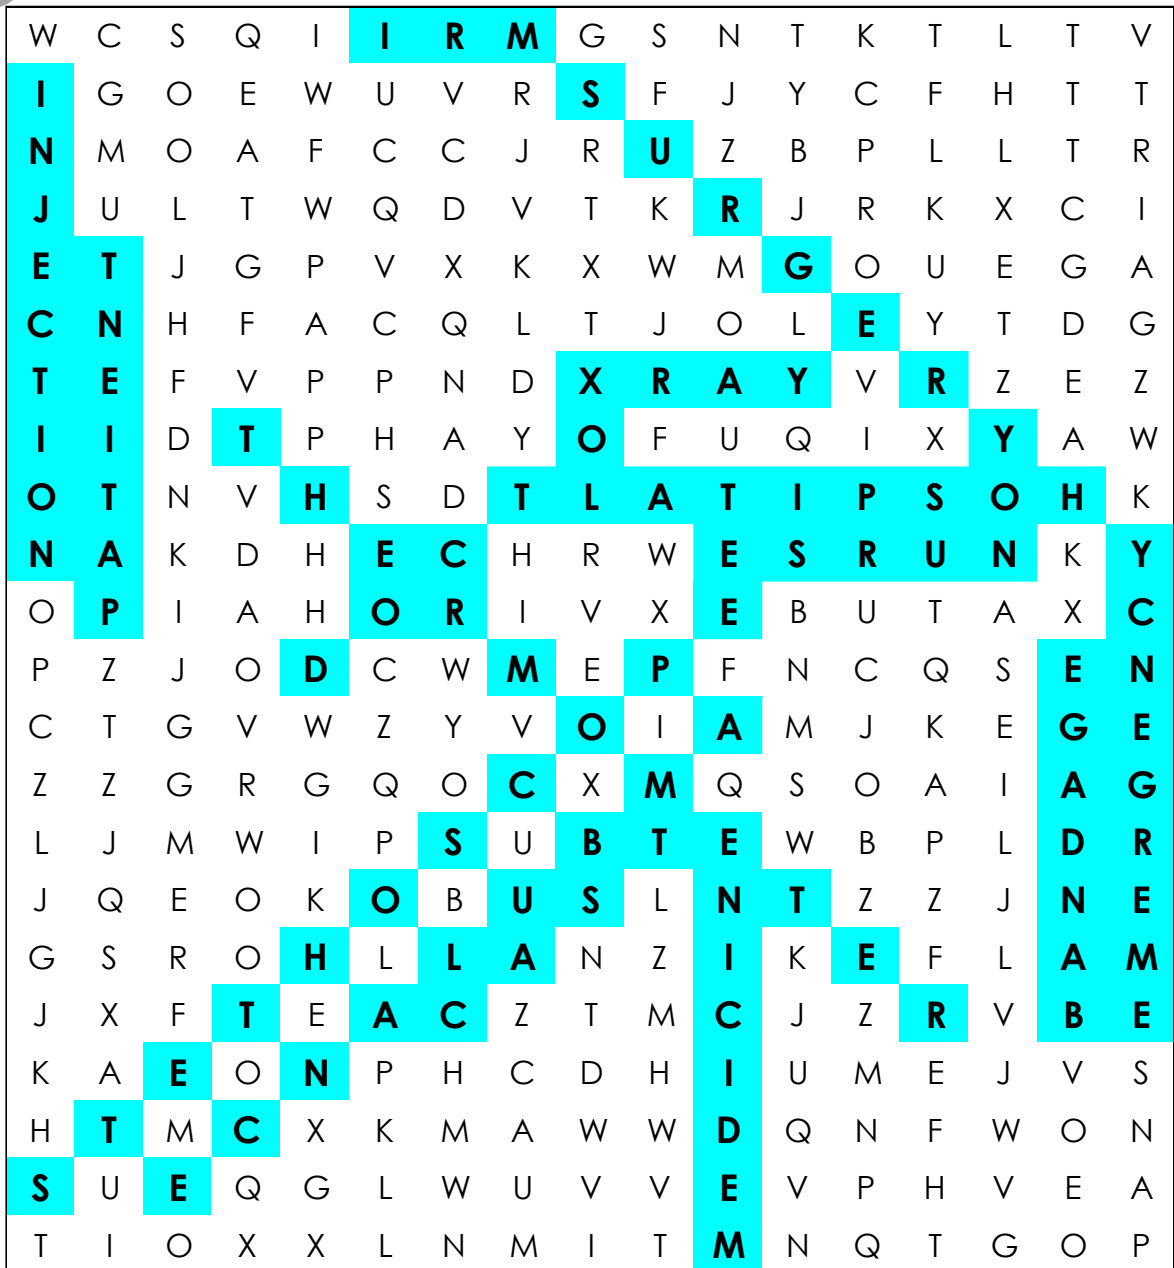 W C S Q I I R M G S N T K T L T V
I G O E W U V R S F J Y C F H T T
N M O A F C C J R U Z B P L L T R
J U L T W Q D V T K R J R K X C I
E T J G P V X K X W M G O U E G A
C N H F A C Q L T J O L E Y T D G
T E F V P P N D X R A Y V R Z E Z
I I D T P H A Y O F U Q I X Y A W
O T N V H S D T L A T I P S O H K
N A K D H E C H R W E S R U N K Y
O P I A H O R I V X E B U T A X C
P Z J O D C W M E P F N C Q S E N
C T G V W Z Y V O I A M J K E G E
Z Z G R G Q O C X M Q S O A I A G
L J M W I P S U B T E W B P L D R
J Q E O K O B U S L N T Z Z J N E
G S R O H L L A N Z I K E F L A M
J X F T E A C Z T M C J Z R V B E
K A E O N P H C D H I U M E J V S
H T M C X K M A W W D Q N F W O N
S U E Q G L W U V V E V P H V E A
T I O X X L N M I T M N Q T G O P